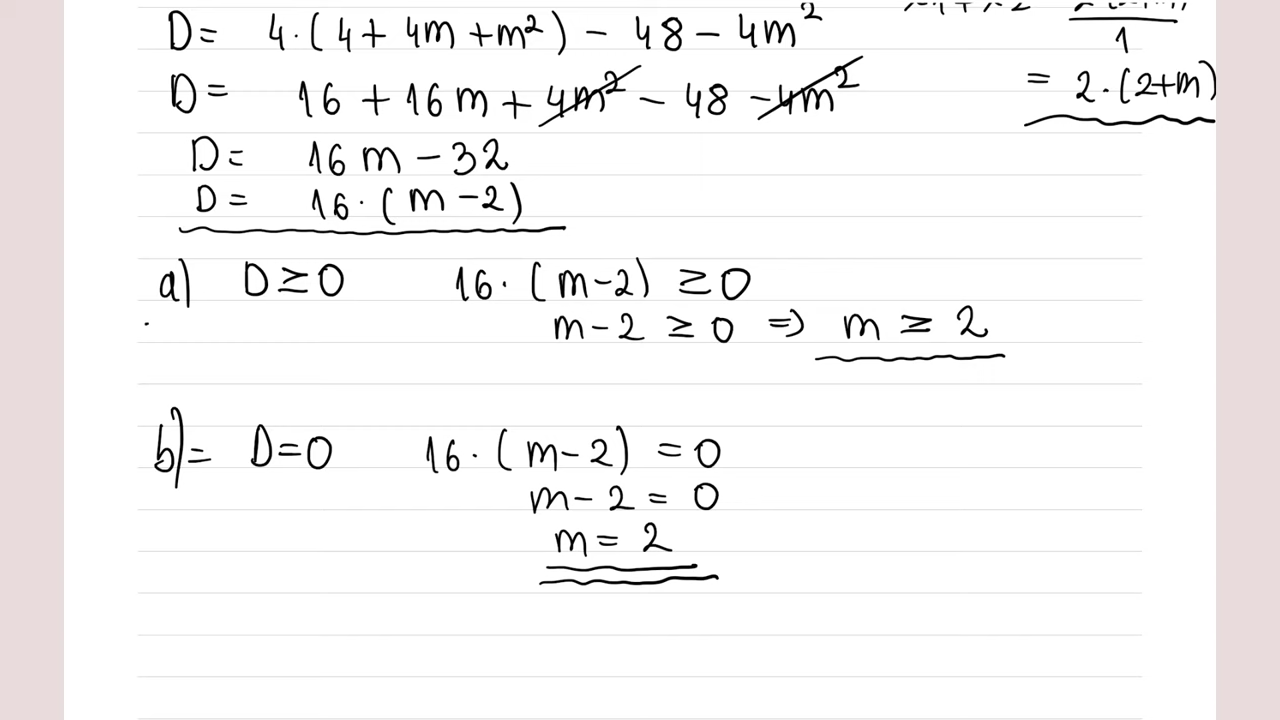 D= 4·(4+ 4m +m²) - 48 - 4m²
1
D= 16 + 16m + 4m² - 48 - 4m²
= 2·(2+m)
D= 16m - 32
D= 16·(m-2)
a) D≥0 16·(m-2) ≥0
m-2 ≥0 => m ≥ 2
b)= D=0 16·(m-2) =0
m-2 = 0
m= 2